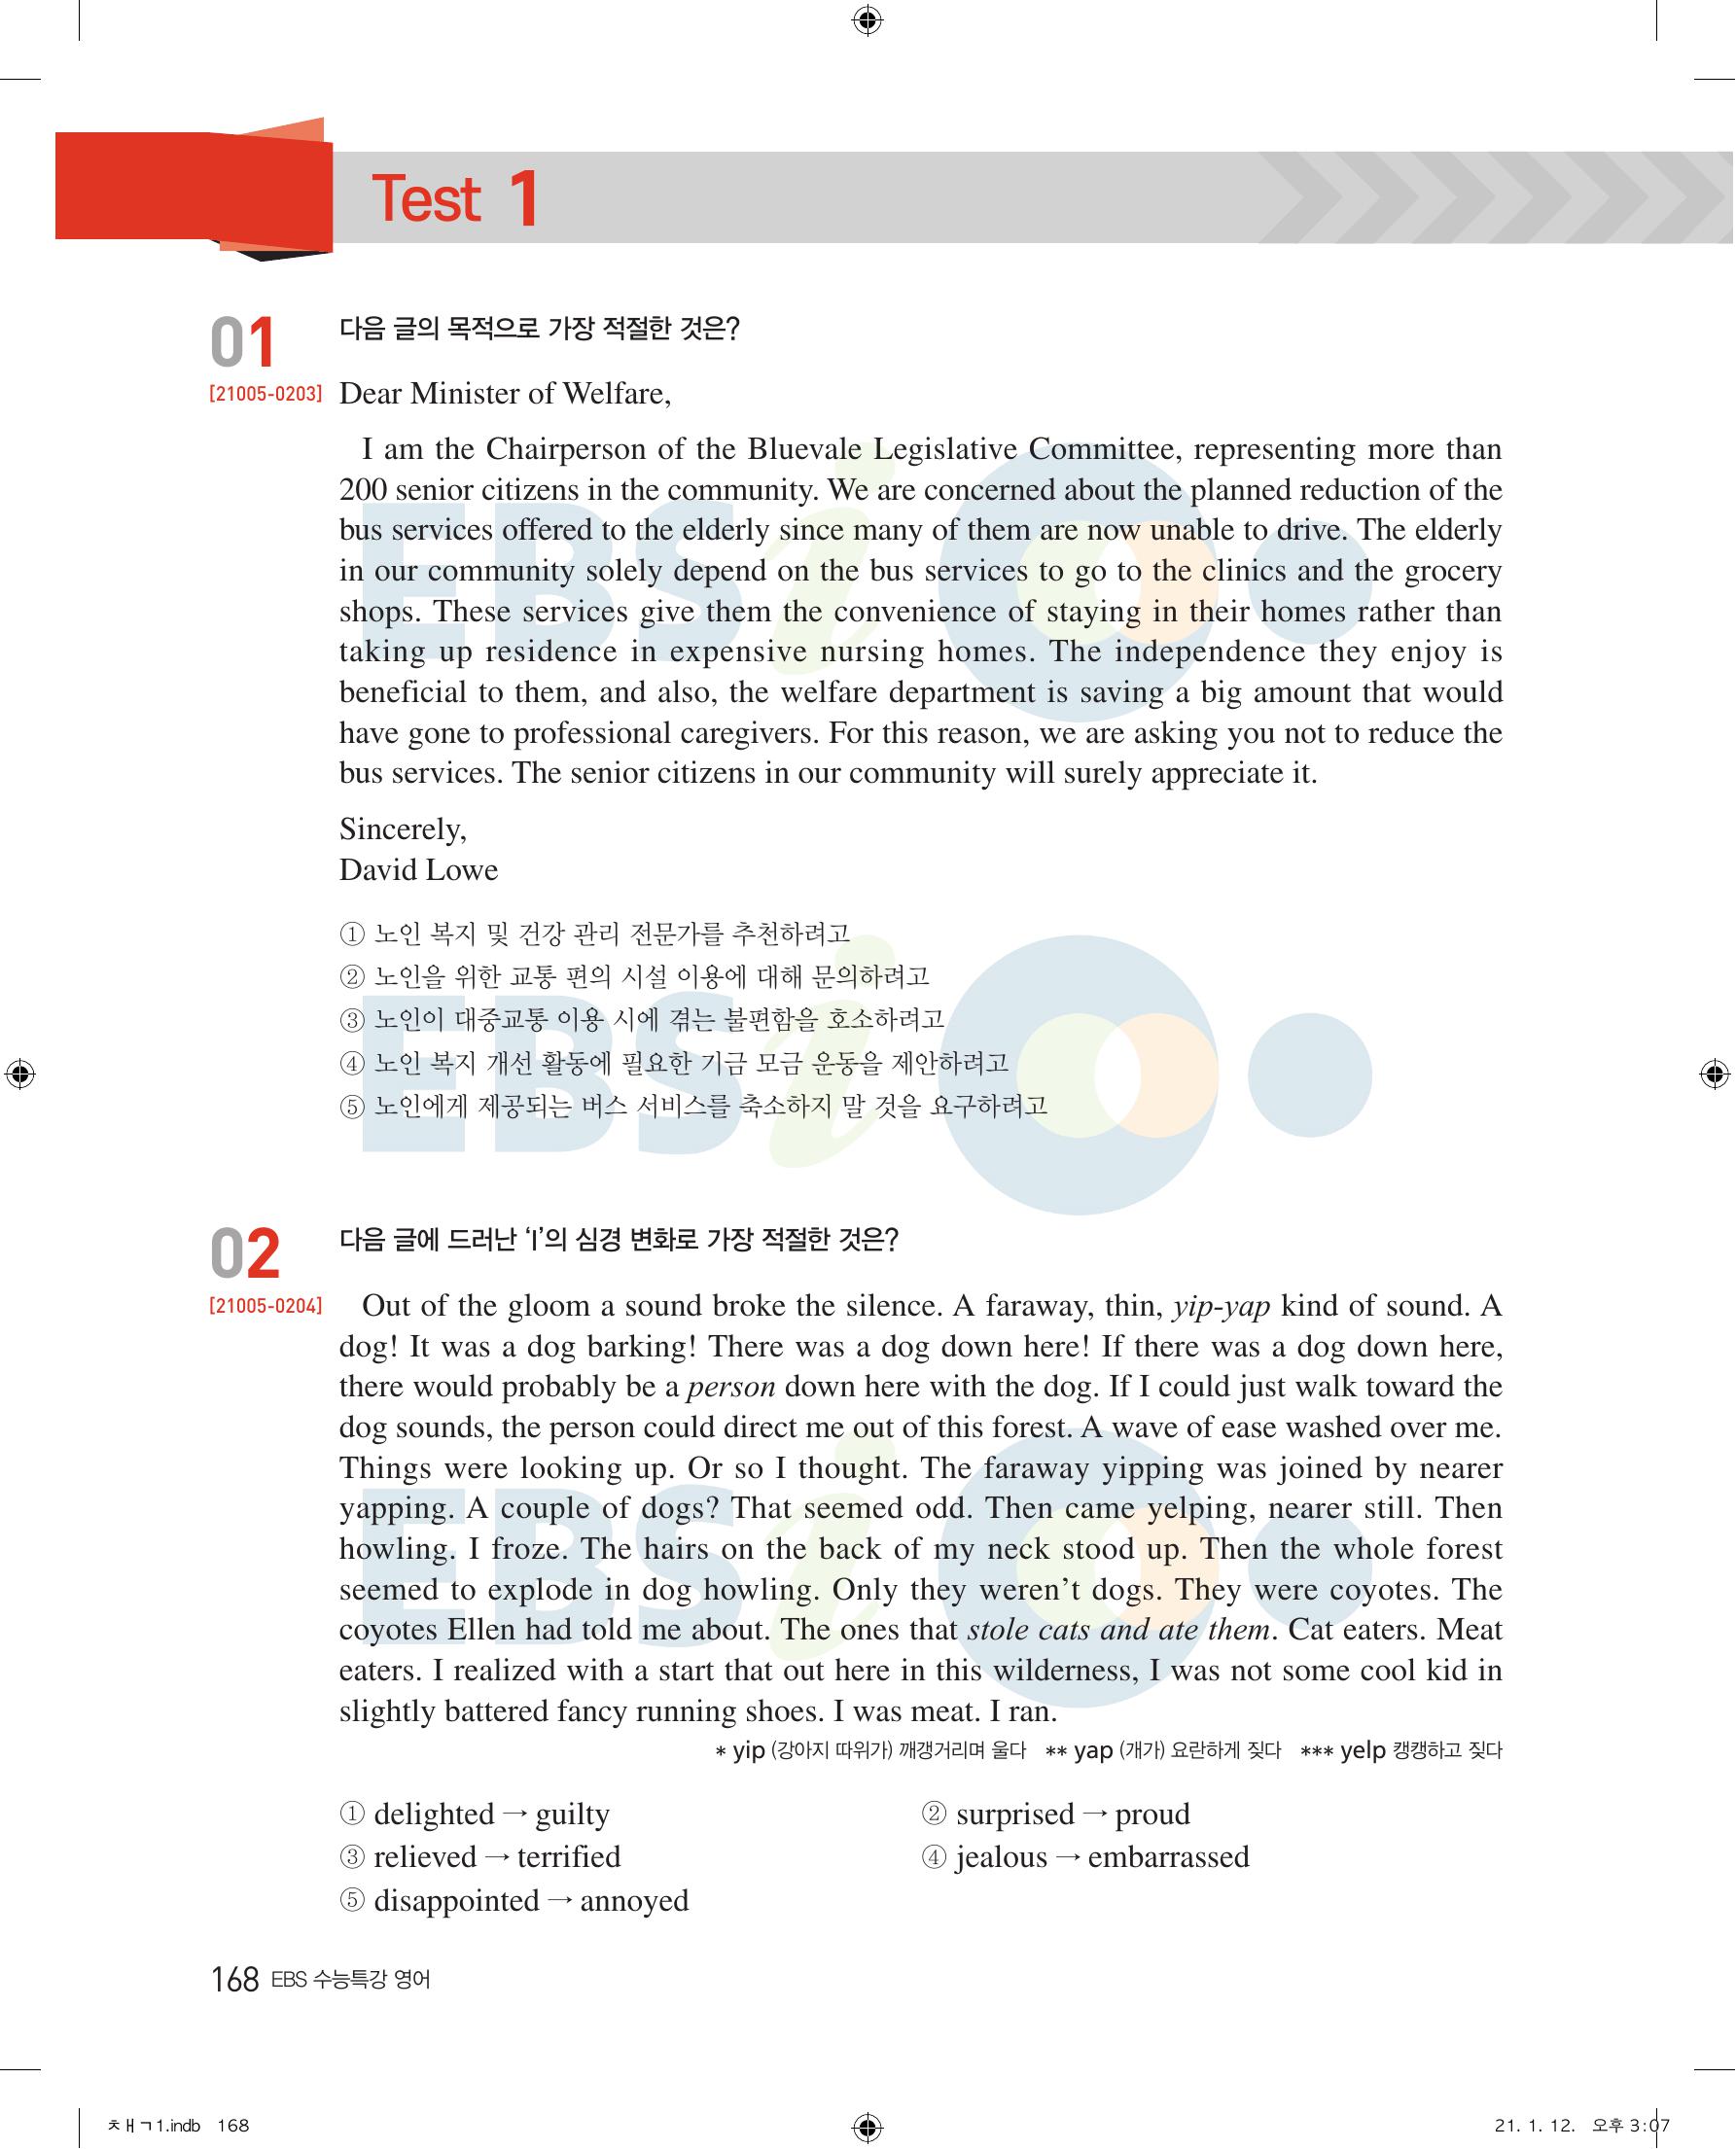 Test 1
01
다음 글의 목적으로 가장 적절한 것은?
[21005-0203]
Dear Minister of Welfare,
I am the Chairperson of the Bluevale Legislative Committee, representing more than
200 senior citizens in the community. We are concerned about the planned reduction of the
bus services offered to the elderly since many of them are now unable to drive. The elderly
in our community solely depend on the bus services to go to the clinics and the grocery
shops. These services give them the convenience of staying in their homes rather than
taking up residence in expensive nursing homes. The independence they enjoy is
beneficial to them, and also, the welfare department is saving a big amount that would
have gone to professional caregivers. For this reason, we are asking you not to reduce the
bus services. The senior citizens in our community will surely appreciate it.
Sincerely,
David Lowe
① 노인 복지 및 건강 관리 전문가를 추천하려고
② 노인을 위한 교통 편의 시설 이용에 대해 문의하려고
③ 노인이 대중교통 이용 시에 겪는 불편함을 호소하려고
④ 노인 복지 개선 활동에 필요한 기금 모금 운동을 제안하려고
⑤ 노인에게 제공되는 버스 서비스를 축소하지 말 것을 요구하려고
02
다음 글에 드러난 ‘I’의 심경 변화로 가장 적절한 것은?
[21005-0204]
Out of the gloom a sound broke the silence. A faraway, thin, yip-yap kind of sound. A
dog! It was a dog barking! There was a dog down here! If there was a dog down here,
there would probably be a person down here with the dog. If I could just walk toward the
dog sounds, the person could direct me out of this forest. A wave of ease washed over me.
Things were looking up. Or so I thought. The faraway yipping was joined by nearer
yapping. A couple of dogs? That seemed odd. Then came yelping, nearer still. Then
howling. I froze. The hairs on the back of my neck stood up. Then the whole forest
seemed to explode in dog howling. Only they weren’t dogs. They were coyotes. The
coyotes Ellen had told me about. The ones that stole cats and ate them. Cat eaters. Meat
eaters. I realized with a start that out here in this wilderness, I was not some cool kid in
slightly battered fancy running shoes. I was meat. I ran.
* yip (강아지 따위가) 깨갱거리며 울다 ** yap (개가) 요란하게 짖다 *** yelp 캥캥하고 짖다
① delighted → guilty ② surprised → proud
③ relieved → terrified ④ jealous → embarrassed
⑤ disappointed → annoyed
168 EBS 수능특강 영어
ㅊㅐㄱ1.indb 168 21. 1. 12. 오후 3:07
EBSi
EBSi
EBSi